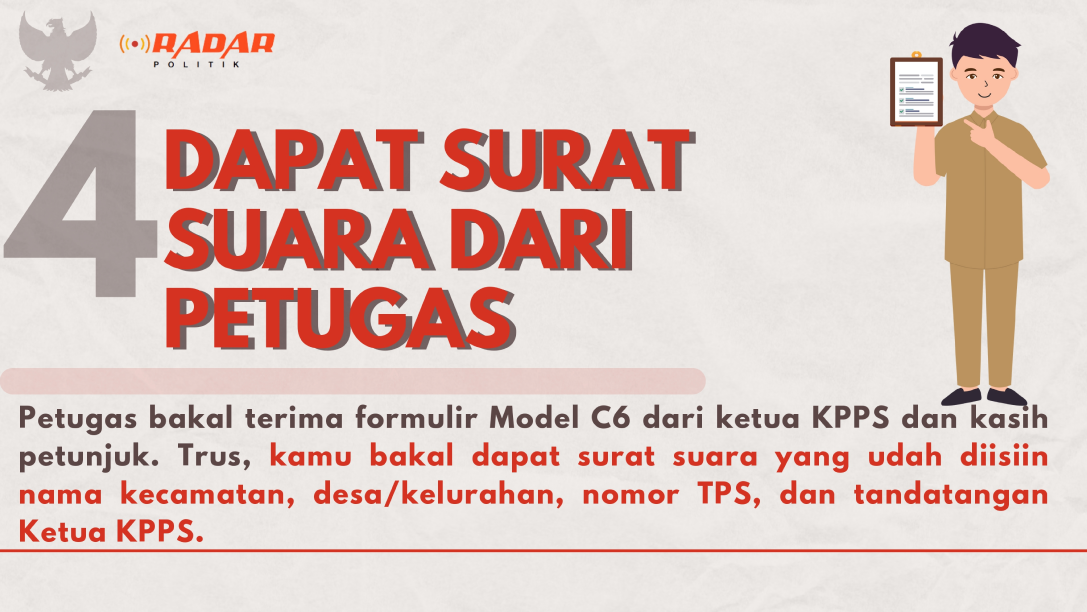 RADAR
POLITIK
4
DAPAT SURAT
SUARA DARI
PETUGAS
Petugas bakal terima formulir Model C6 dari ketua KPPS dan kasih
petunjuk. Trus, kamu bakal dapat surat suara yang udah diisiin
nama kecamatan, desa/kelurahan, nomor TPS, dan tandatangan
Ketua KPPS.